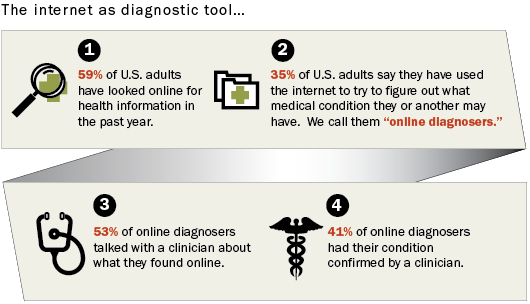 The internet as diagnostic tool...
1
59% of U.S. adults
have looked online for
health information in
the past year.
2
35% of U.S. adults say they have used
the internet to try to figure out what
medical condition they or another may
have. We call them “online diagnosers.”
3
53% of online diagnosers
talked with a clinician about
what they found online.
4
41% of online diagnosers
had their condition
confirmed by a clinician.